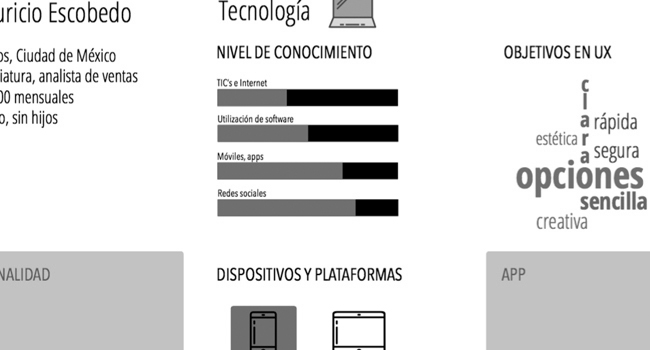 uricio Escobedo
os, Ciudad de México
iatura, analista de ventas
00 mensuales
o, sin hijos
NALIDAD
Tecnología
NIVEL DE CONOCIMIENTO
TIC's e Internet
Utilización de software
Móviles, apps
Redes sociales
DISPOSITIVOS Y PLATAFORMAS
OBJETIVOS EN UX
clara
rápida
estética
segura
opciones
sencilla
creativa
APP